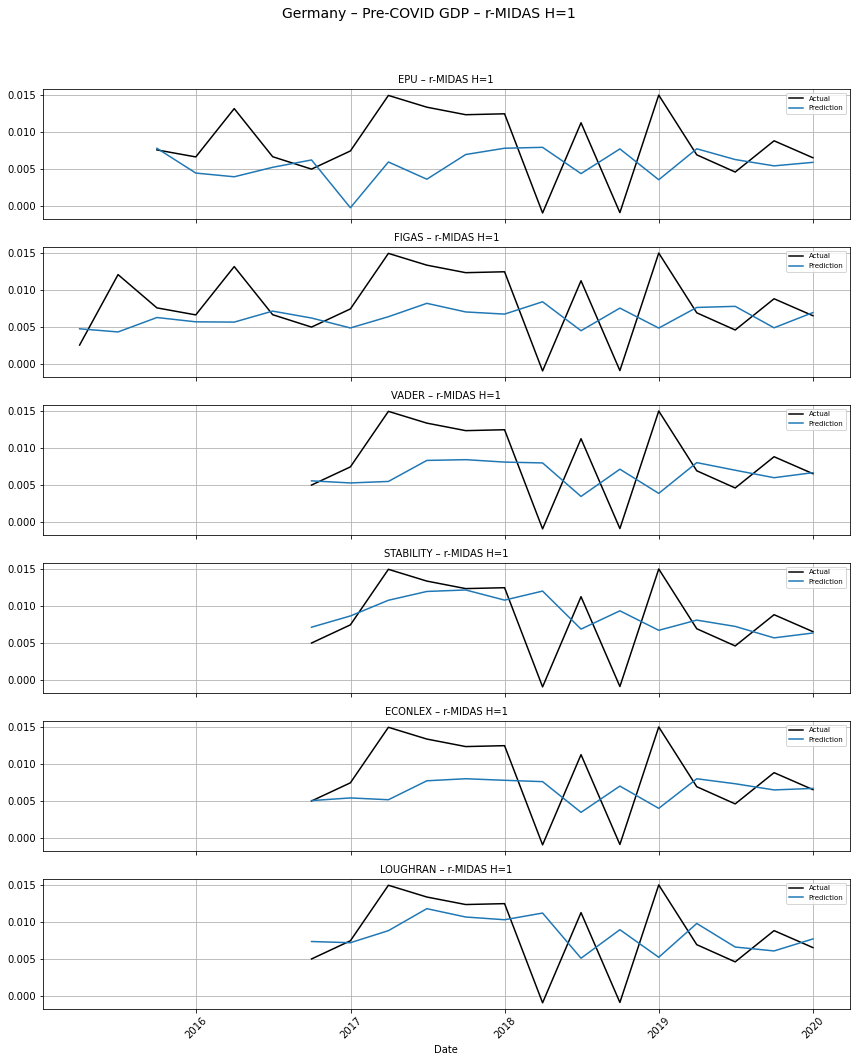 Germany – Pre-COVID GDP – r-MIDAS H=1
EPU – r-MIDAS H=1
Actual
Prediction
0.015
0.010
0.005
0.000
FIGAS – r-MIDAS H=1
Actual
Prediction
0.015
0.010
0.005
0.000
VADER – r-MIDAS H=1
Actual
Prediction
0.015
0.010
0.005
0.000
STABILITY – r-MIDAS H=1
Actual
Prediction
0.015
0.010
0.005
0.000
ECONLEX – r-MIDAS H=1
Actual
Prediction
0.015
0.010
0.005
0.000
LOUGHRAN – r-MIDAS H=1
Actual
Prediction
0.015
0.010
0.005
0.000
2016 2017 2018 2019 2020
Date